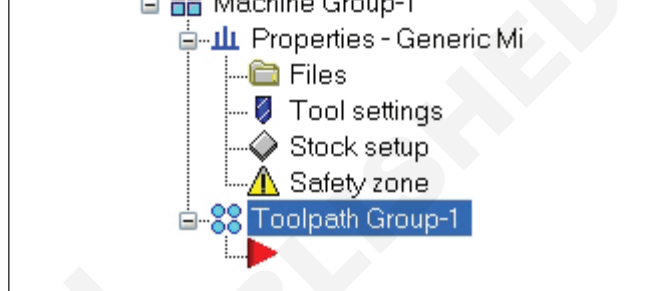 Machine Group-1
Properties - Generic Mi
Files
Tool settings
Stock setup
Safety zone
Toolpath Group-1